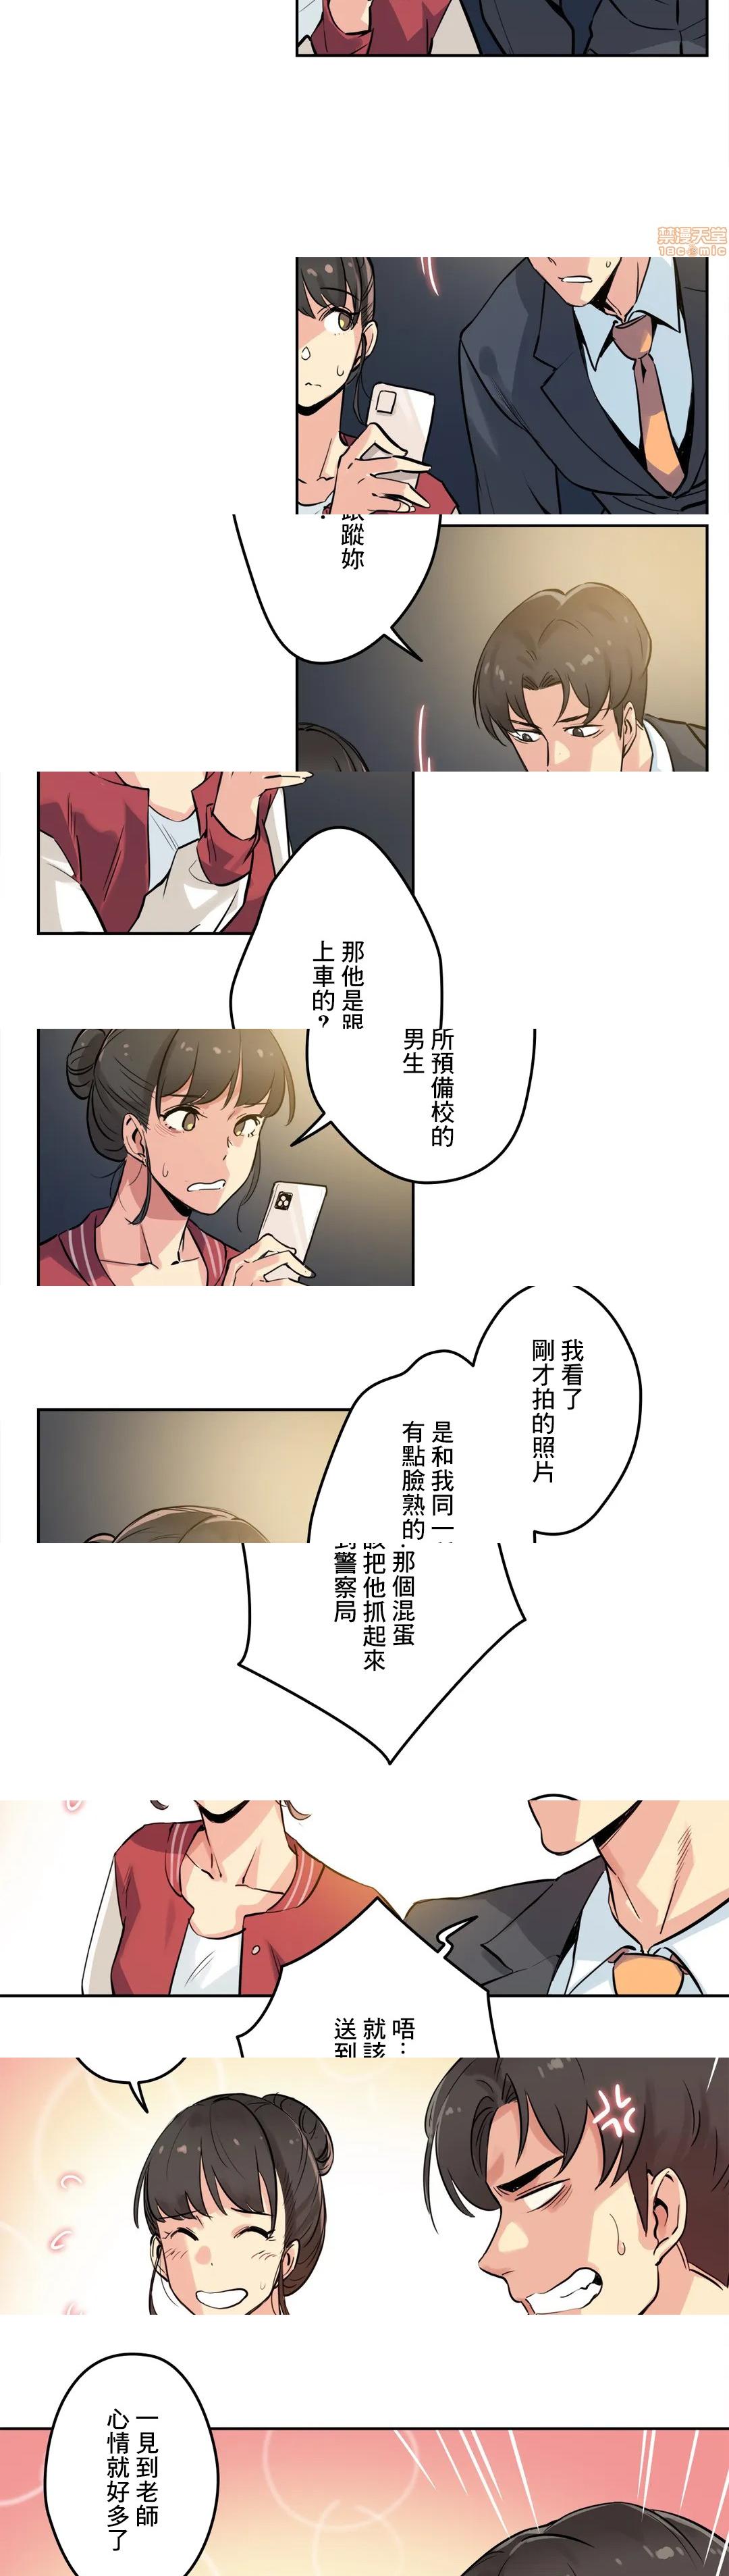 禁漫天堂
18comic
跟蹤妳
那他是跟
上車的？
所預備校的
男生
我看了
剛才拍的照片
是和我同一
有點臉熟的
那個混蛋
該把他抓起來
到警察局
唔…
就該
送到
一見到老師
心情就好多了